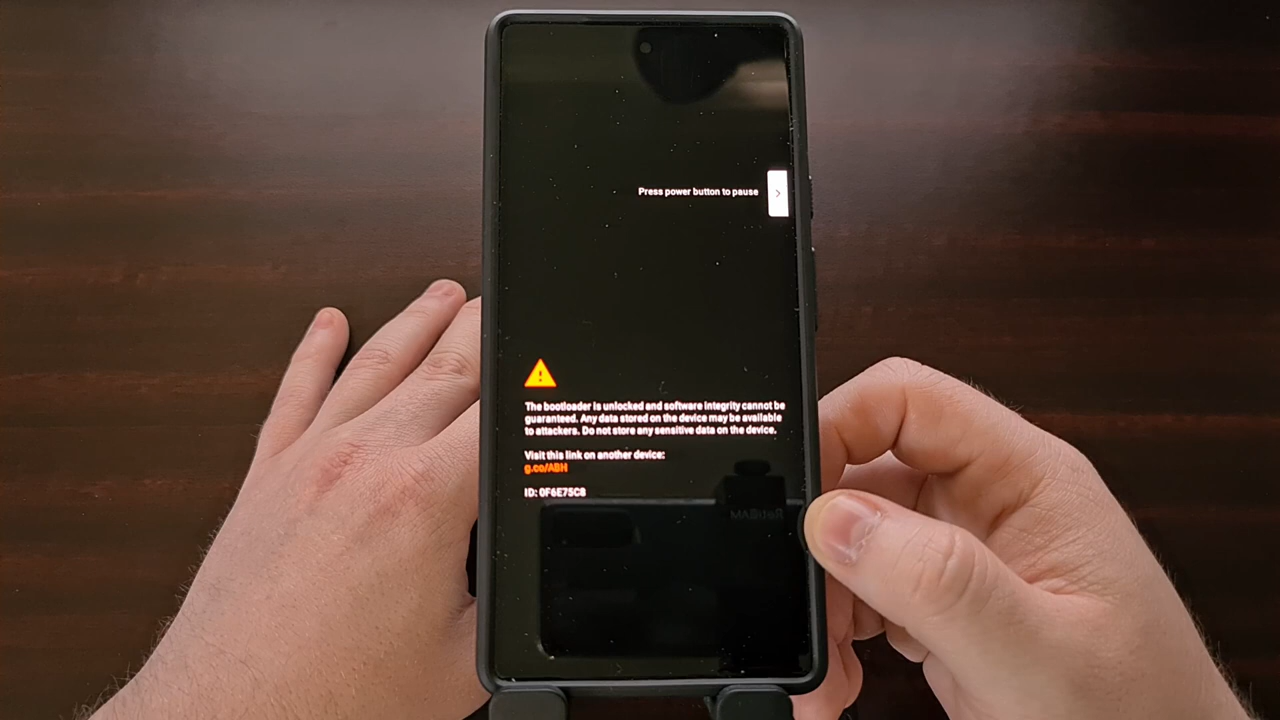 Press power button to pause
The bootloader is unlocked and software integrity cannot be
guaranteed. Any data stored on the device may be available
to attackers. Do not store any sensitive data on the device.
Visit this link on another device:
g.co/ABH
ID: 0F6E75C8